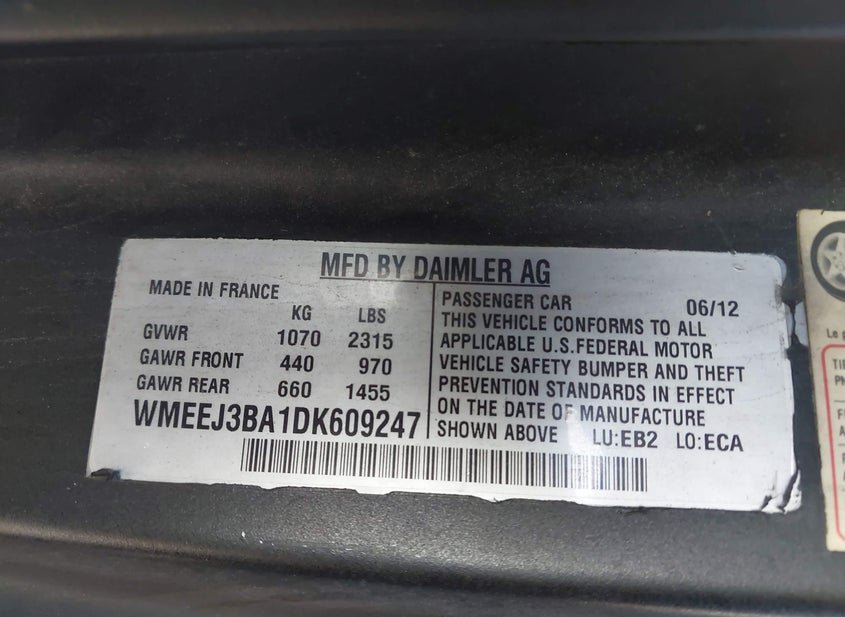 MFD BY DAIMLER AG
MADE IN FRANCE
KG LBS
GVWR 1070 2315
GAWR FRONT 440 970
GAWR REAR 660 1455
WMEEJ3BA1DK609247
PASSENGER CAR 06/12
THIS VEHICLE CONFORMS TO ALL
APPLICABLE U.S.FEDERAL MOTOR
VEHICLE SAFETY BUMPER AND THEFT
PREVENTION STANDARDS IN EFFECT
ON THE DATE OF MANUFACTURE
SHOWN ABOVE LU:EB2 LO:ECA
Le